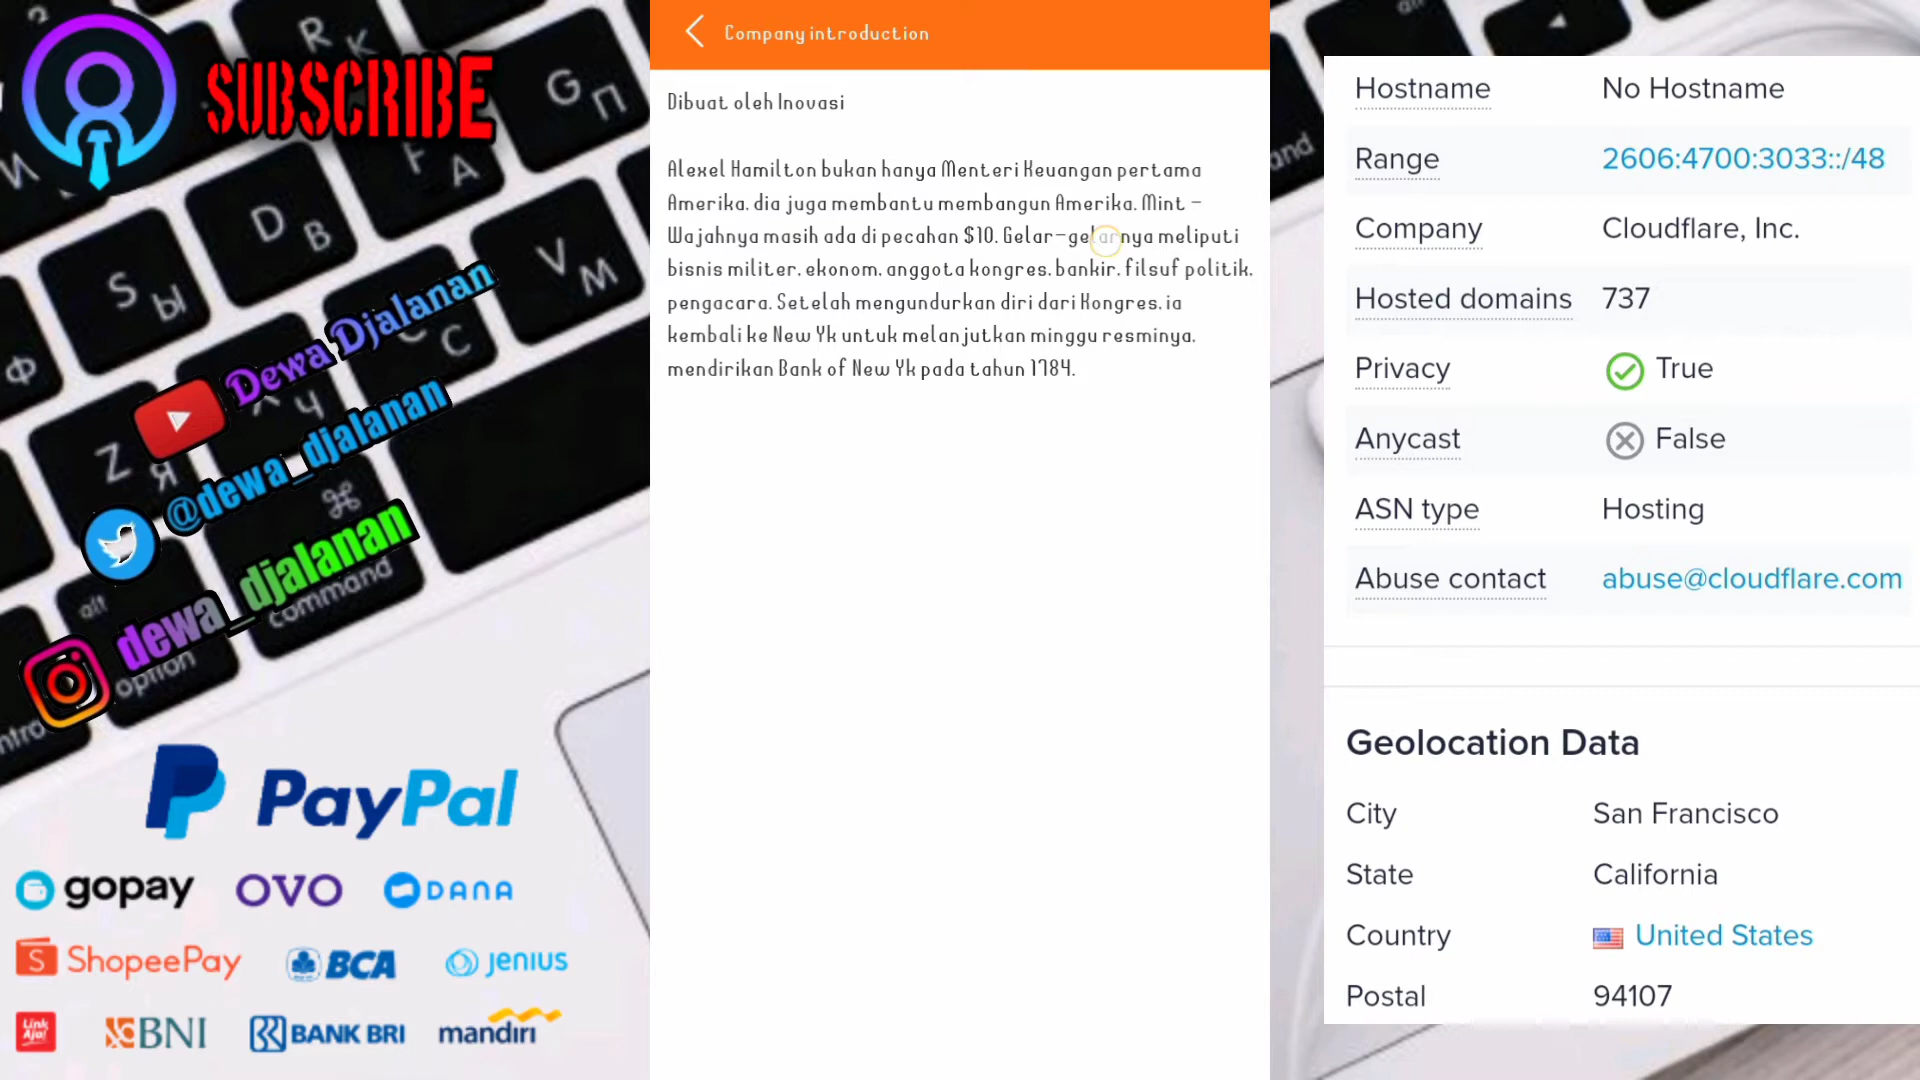 SUBSCRIBE
Dewa Djalanan
@dewa_djalanan
dewa_djalanan
alt
option
command
PayPal
gopay
OVO
DANA
ShopeePay
BCA
jenius
Link Aja!
BNI
BANK BRI
mandiri
Company introduction
Dibuat oleh Inovasi
Alexel Hamilton bukan hanya Menteri Keuangan pertama
Amerika, dia juga membantu membangun Amerika. Mint -
Wajahnya masih ada di pecahan $10. Gelar-gelarnya meliputi
bisnis militer, ekonom, anggota kongres, bankir, filsuf politik,
pengacara. Setelah mengundurkan diri dari Kongres, ia
kembali ke New Yk untuk melanjutkan minggu resminya,
mendirikan Bank of New Yk pada tahun 1784.
Hostname No Hostname
Range 2606:4700:3033::/48
Company Cloudflare, Inc.
Hosted domains 737
Privacy True
Anycast False
ASN type Hosting
Abuse contact abuse@cloudflare.com
Geolocation Data
City San Francisco
State California
Country United States
Postal 94107